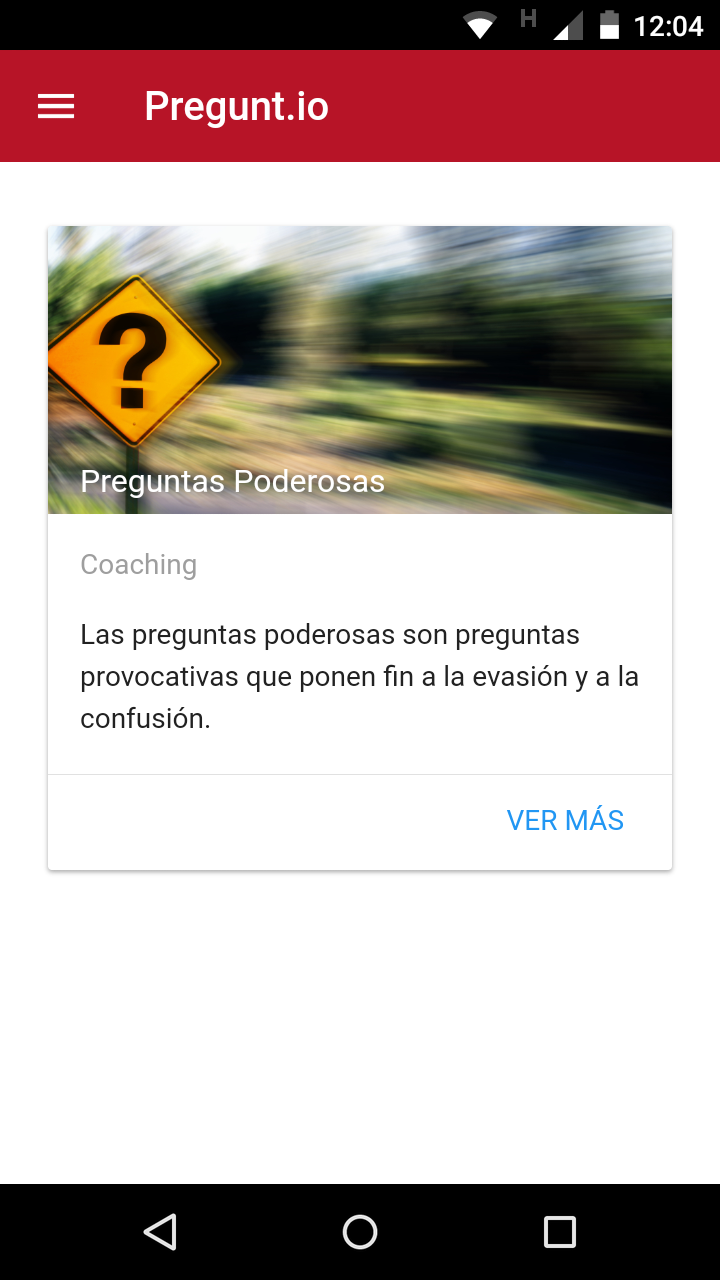 H 12:04
Pregunt.io
?
Preguntas Poderosas
Coaching
Las preguntas poderosas son preguntas
provocativas que ponen fin a la evasión y a la
confusión.
VER MÁS